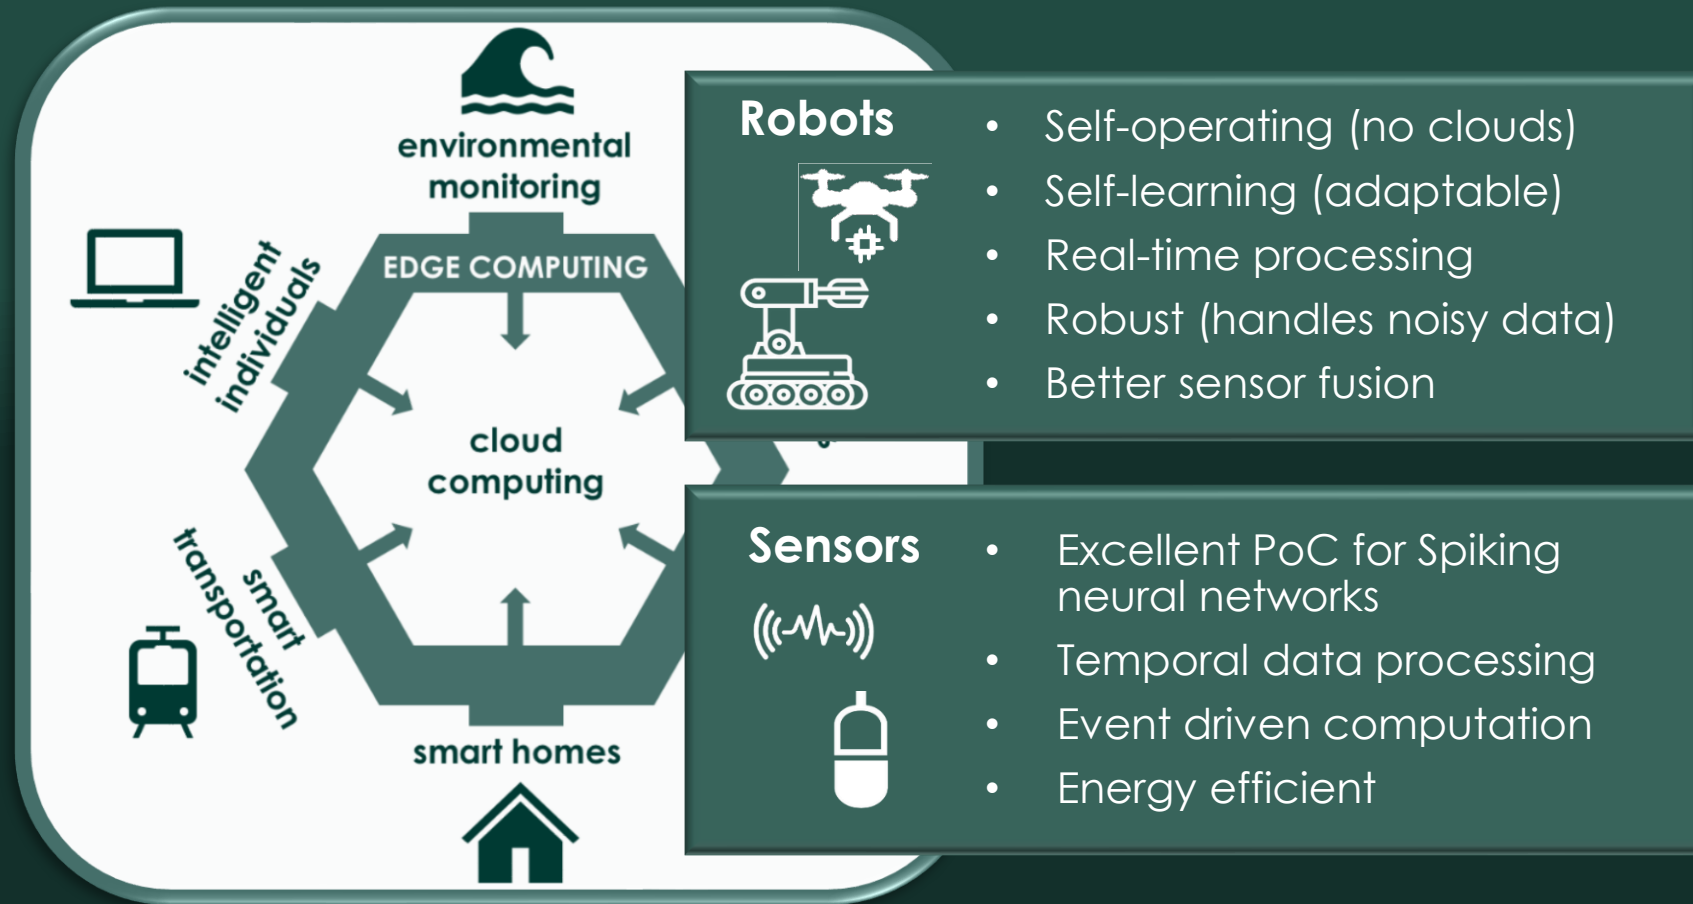 environmental
monitoring
EDGE COMPUTING
intelligent
individuals
cloud
computing
smart
transportation
smart homes
Robots
• Self-operating (no clouds)
• Self-learning (adaptable)
• Real-time processing
• Robust (handles noisy data)
• Better sensor fusion
Sensors
• Excellent PoC for Spiking
neural networks
• Temporal data processing
• Event driven computation
• Energy efficient